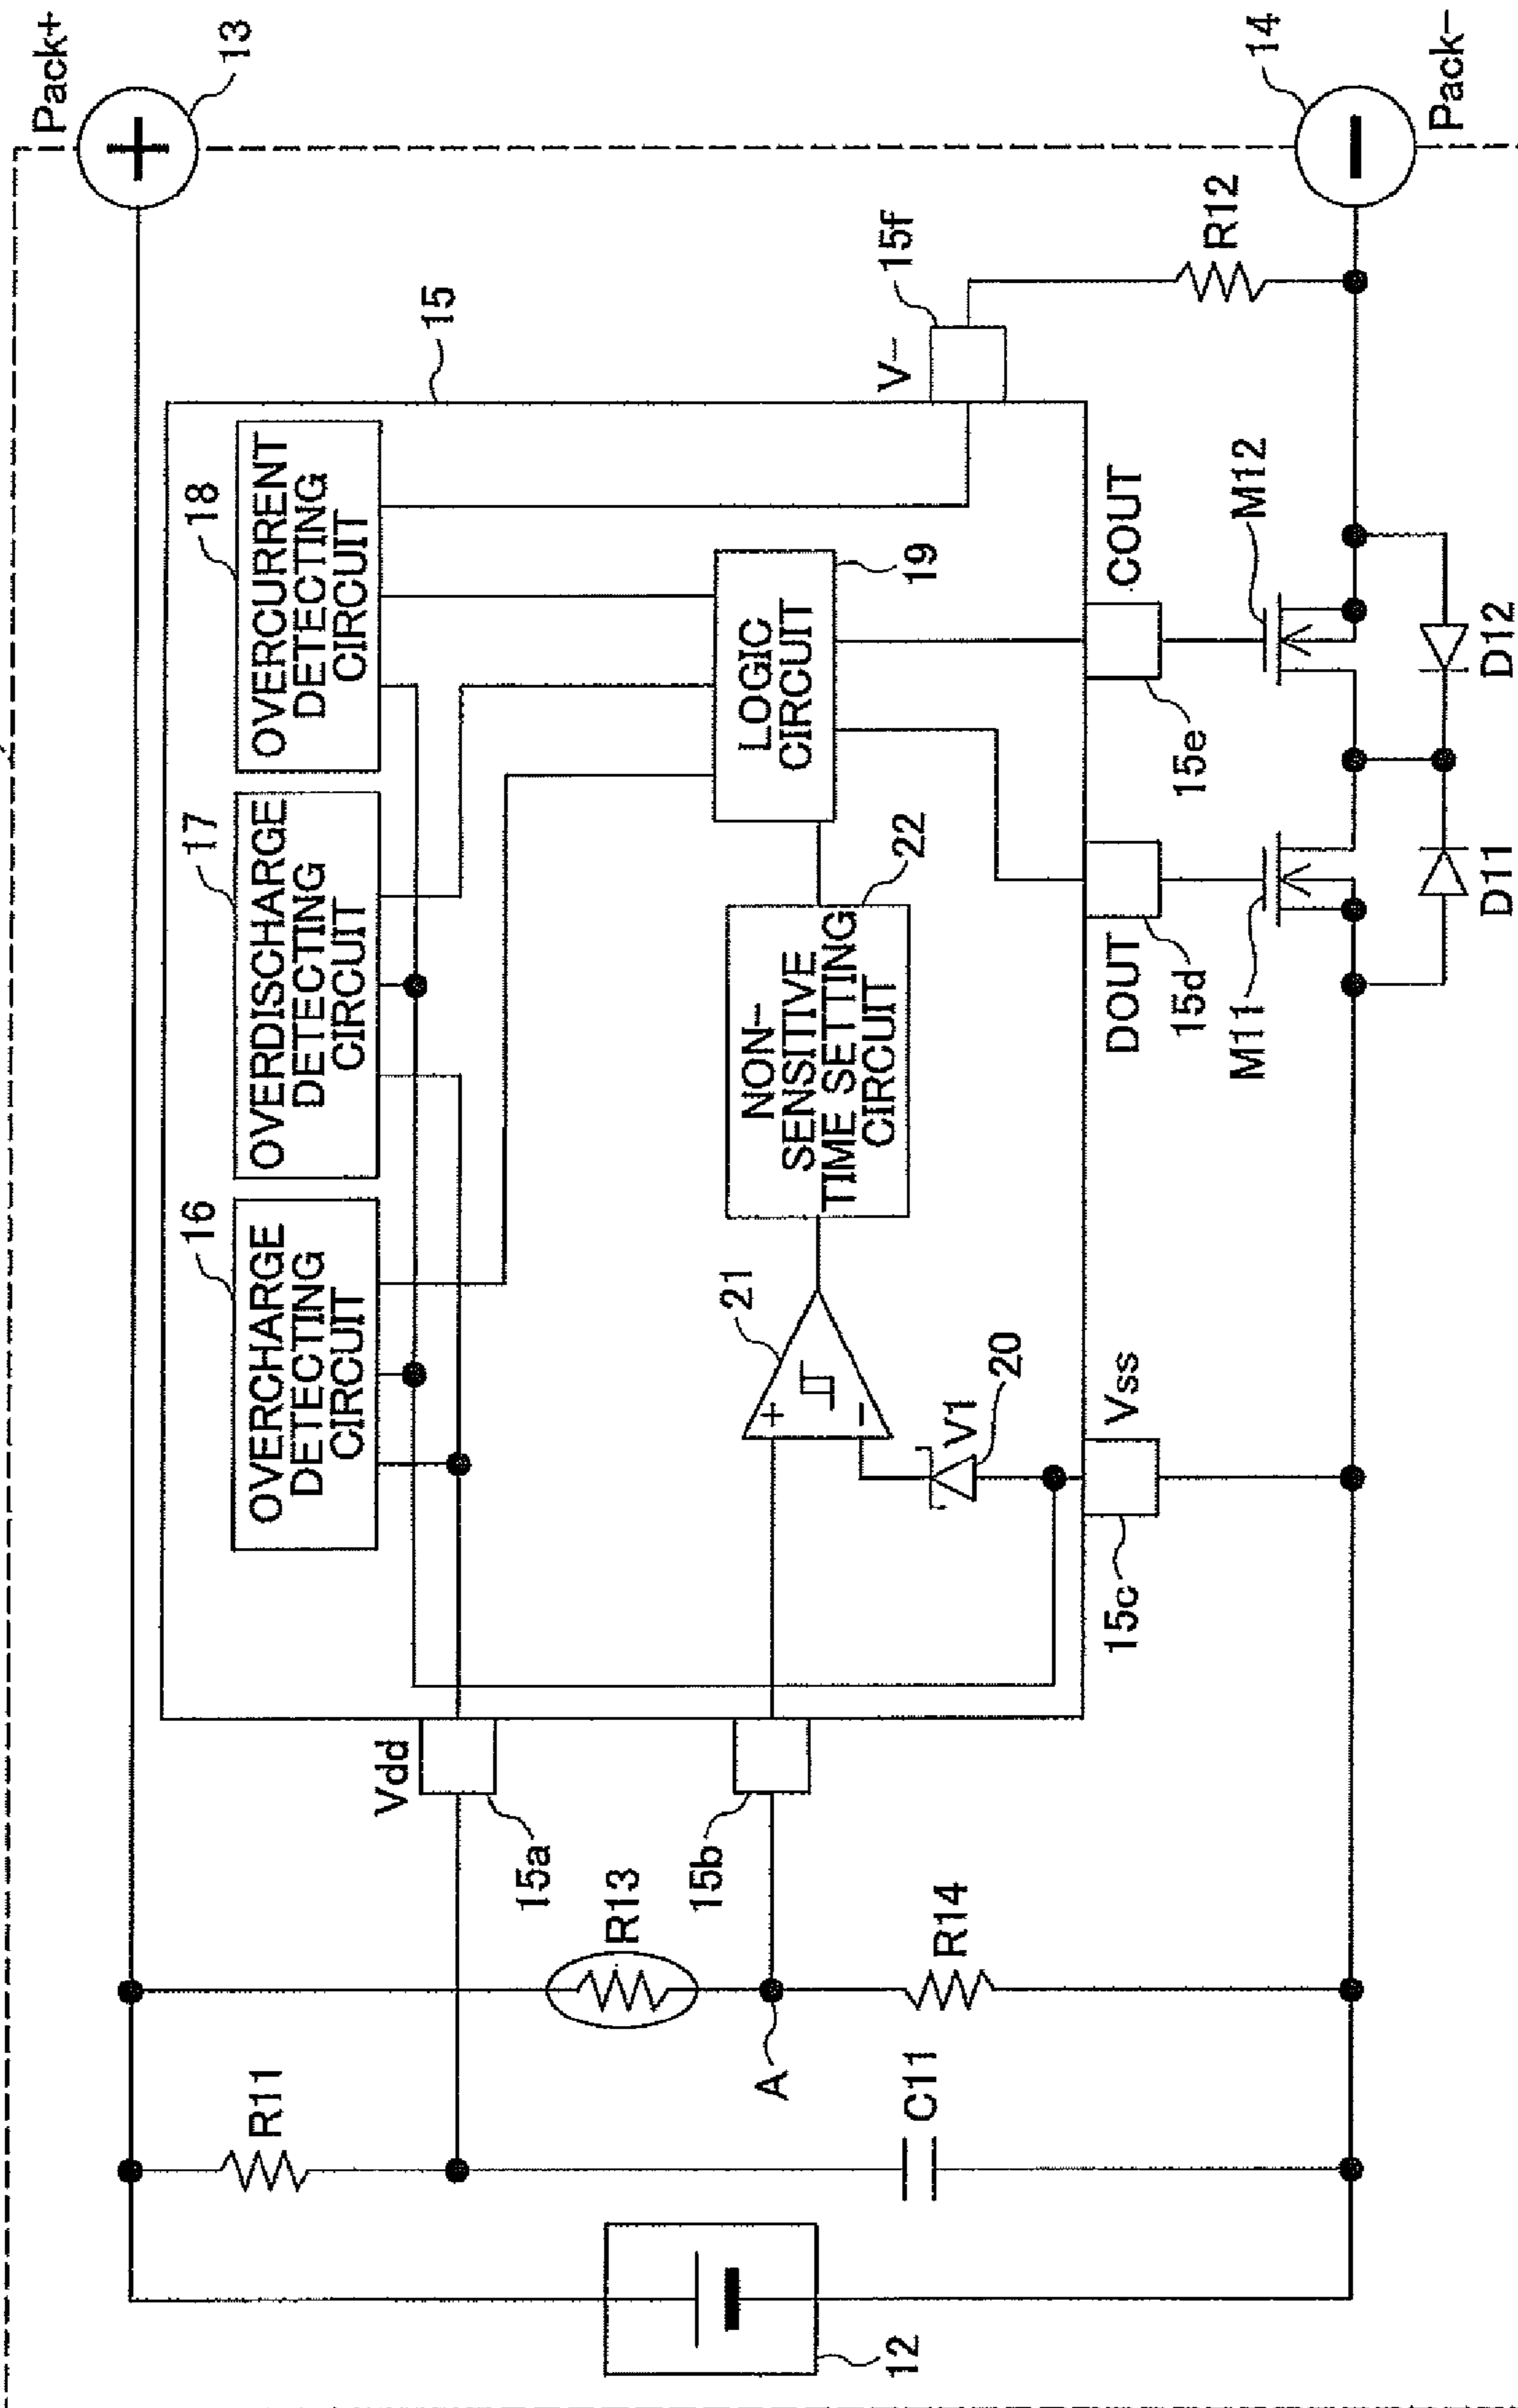 Pack+
13
15
18
OVERCURRENT
DETECTING
CIRCUIT
17
OVERDISCHARGE
DETECTING
CIRCUIT
16
OVERCHARGE
DETECTING
CIRCUIT
Vdd
15a
R11
R13
15b
A
R14
C11
12
21
+
−
V1
20
NON-
SENSITIVE
TIME SETTING
CIRCUIT
22
LOGIC
CIRCUIT
19
V−
15f
R12
Vss
15c
DOUT
15d
COUT
15e
M11
M12
D11
D12
+
−
14
Pack−